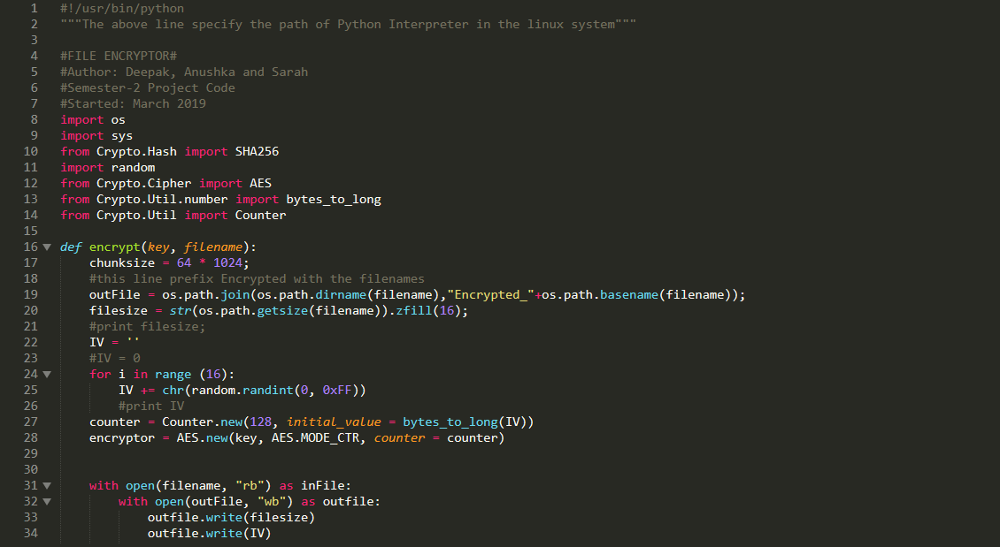 1 #!/usr/bin/python
2 """The above line specify the path of Python Interpreter in the linux system"""
3
4 #FILE ENCRYPTOR#
5 #Author: Deepak, Anushka and Sarah
6 #Semester-2 Project Code
7 #Started: March 2019
8 import os
9 import sys
10 from Crypto.Hash import SHA256
11 import random
12 from Crypto.Cipher import AES
13 from Crypto.Util.number import bytes_to_long
14 from Crypto.Util import Counter
15
16 def encrypt(key, filename):
17     chunksize = 64 * 1024;
18     #this line prefix Encrypted with the filenames
19     outFile = os.path.join(os.path.dirname(filename),"Encrypted_"+os.path.basename(filename));
20     filesize = str(os.path.getsize(filename)).zfill(16);
21     #print filesize;
22     IV = ''
23     #IV = 0
24     for i in range (16):
25         IV += chr(random.randint(0, 0xFF))
26         #print IV
27     counter = Counter.new(128, initial_value = bytes_to_long(IV))
28     encryptor = AES.new(key, AES.MODE_CTR, counter = counter)
29
30
31     with open(filename, "rb") as inFile:
32         with open(outFile, "wb") as outfile:
33             outfile.write(filesize)
34             outfile.write(IV)